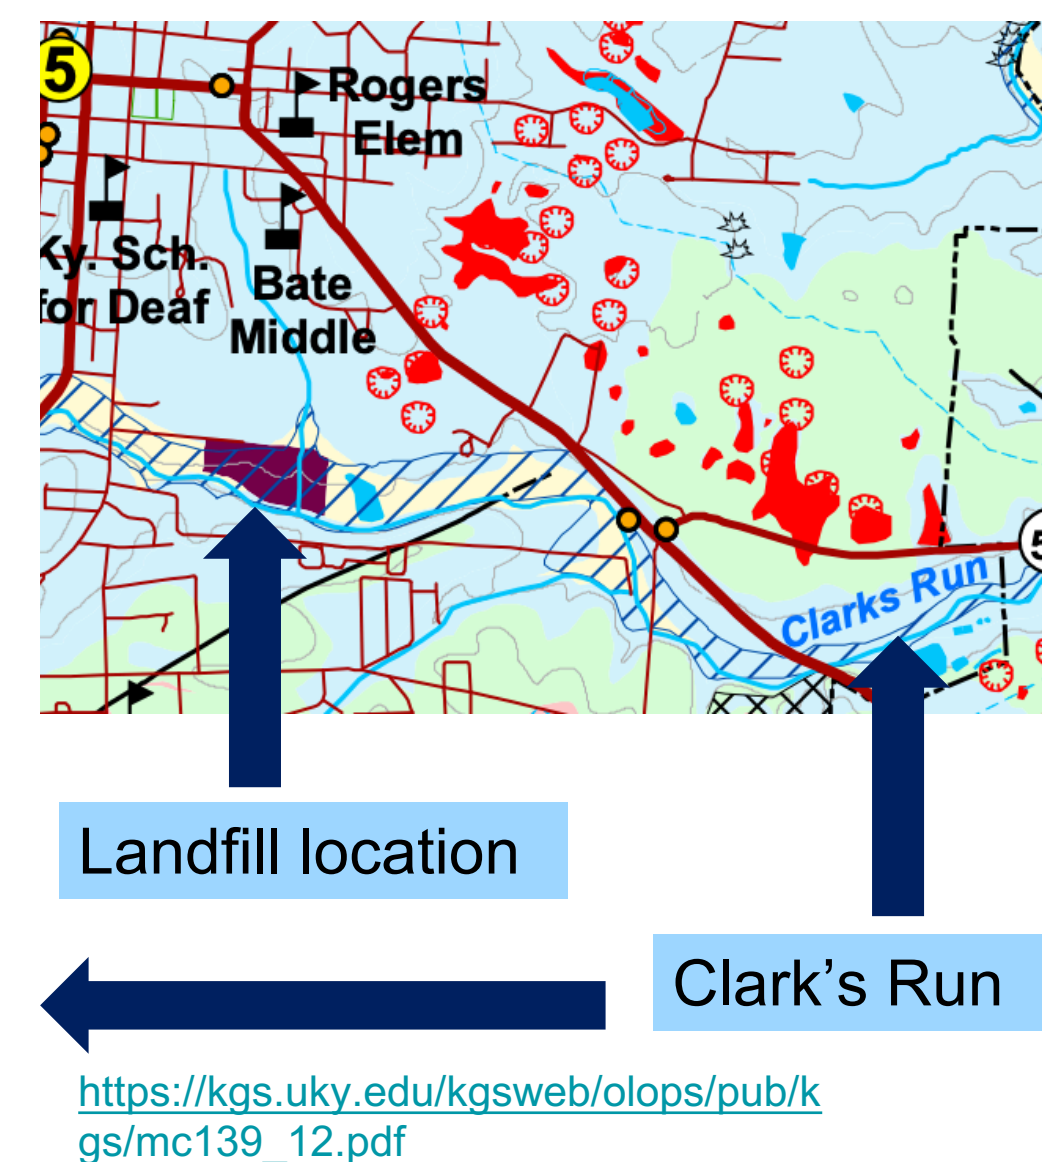 5
Rogers
Elem
Ky. Sch.
for Deaf
Bate
Middle
5
Clarks Run
Landfill location
Clark’s Run
https://kgs.uky.edu/kgsweb/olops/pub/k
gs/mc139_12.pdf